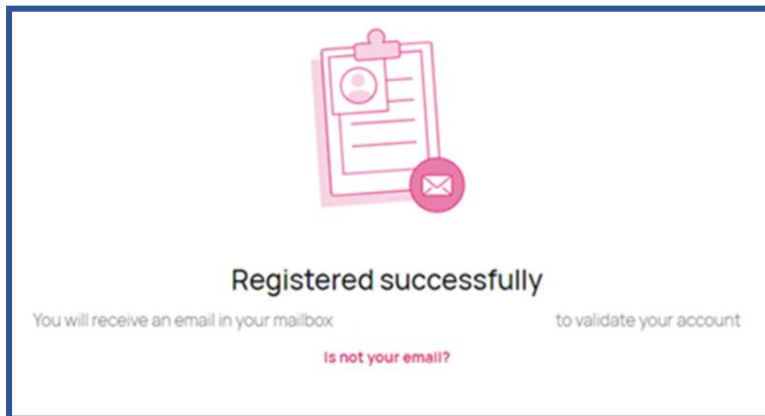 Registered successfully
You will receive an email in your mailbox to validate your account
Is not your email?